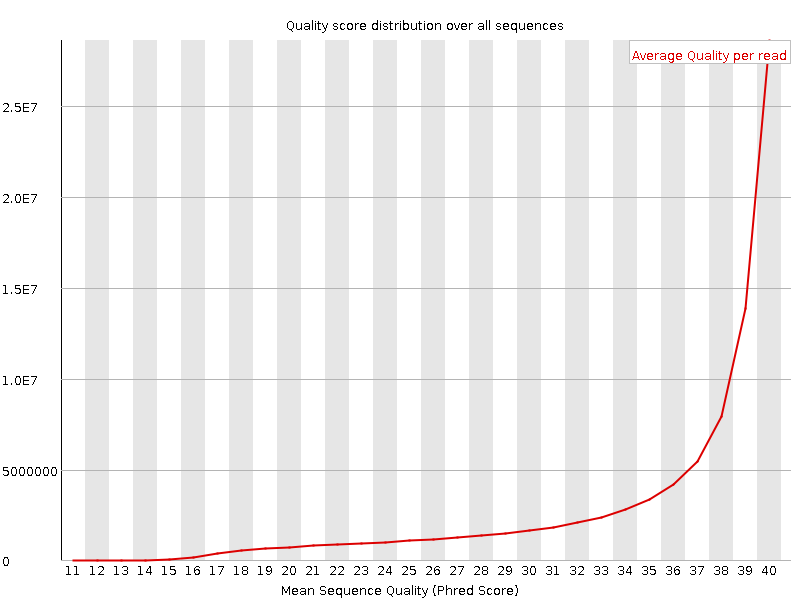 Quality score distribution over all sequences
Average Quality per read
2.5E7
2.0E7
1.5E7
1.0E7
5000000
0
11 12 13 14 15 16 17 18 19 20 21 22 23 24 25 26 27 28 29 30 31 32 33 34 35 36 37 38 39 40
Mean Sequence Quality (Phred Score)